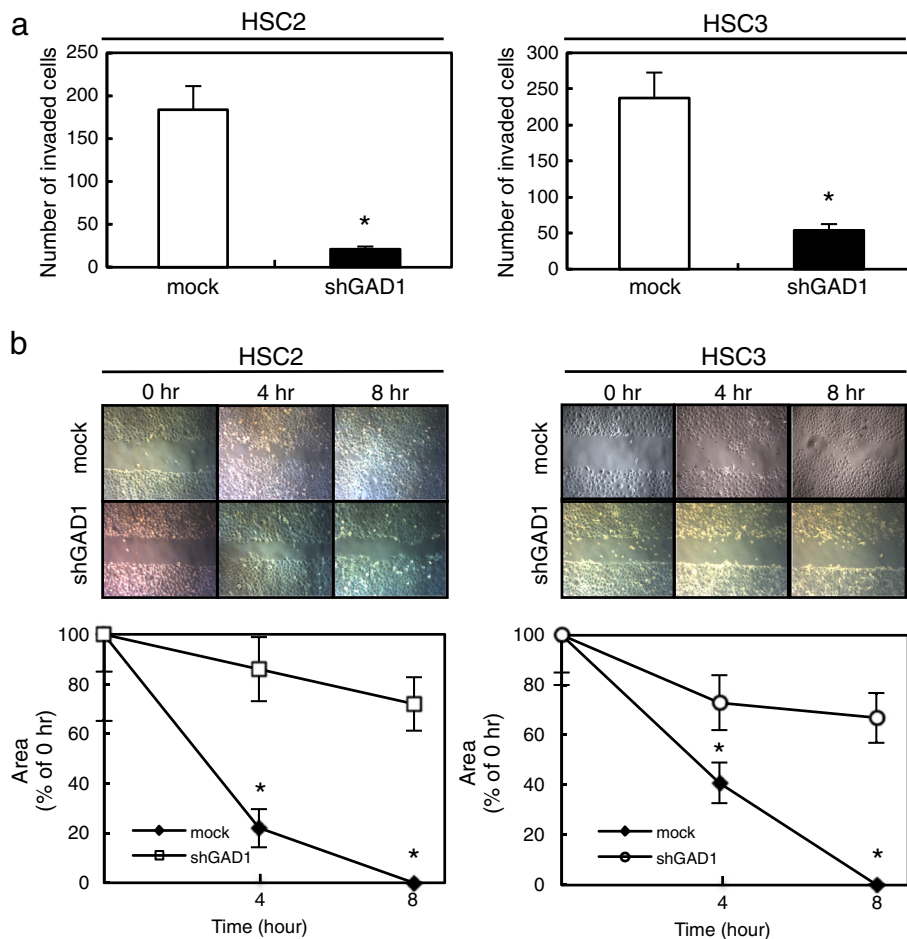 a
HSC2
HSC3
Number of invaded cells
250
200
150
100
50
0
*
mock
shGAD1
Number of invaded cells
300
250
200
150
100
50
0
*
mock
shGAD1
b
HSC2
HSC3
0 hr
4 hr
8 hr
0 hr
4 hr
8 hr
mock
shGAD1
mock
shGAD1
Area
(% of 0 hr)
100
80
60
40
20
0
*
*
mock
shGAD1
4
8
Time (hour)
Area
(% of 0 hr)
100
80
60
40
20
0
*
*
mock
shGAD1
4
8
Time (hour)